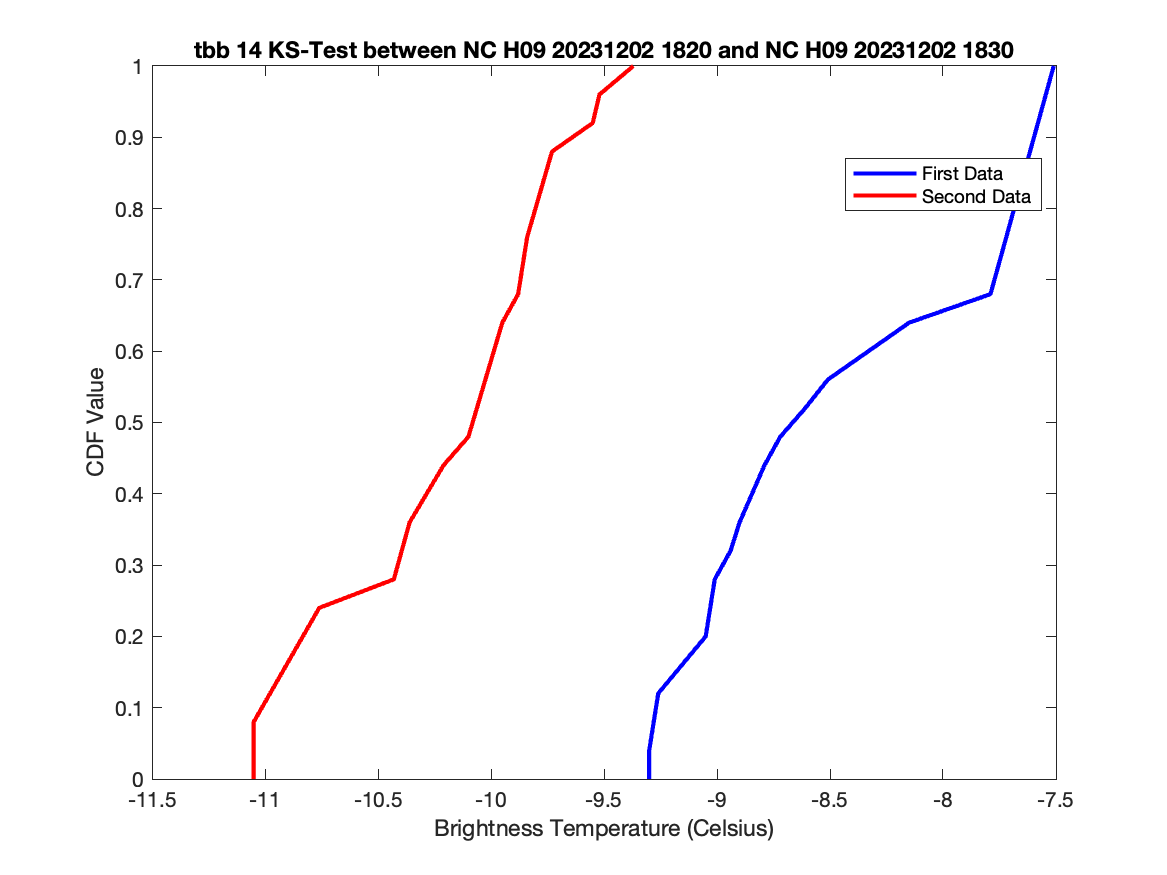 tbb 14 KS-Test between NC H09 20231202 1820 and NC H09 20231202 1830
1
0.9
0.8
0.7
0.6
0.5
0.4
0.3
0.2
0.1
0
CDF Value
First Data
Second Data
-11.5 -11 -10.5 -10 -9.5 -9 -8.5 -8 -7.5
Brightness Temperature (Celsius)